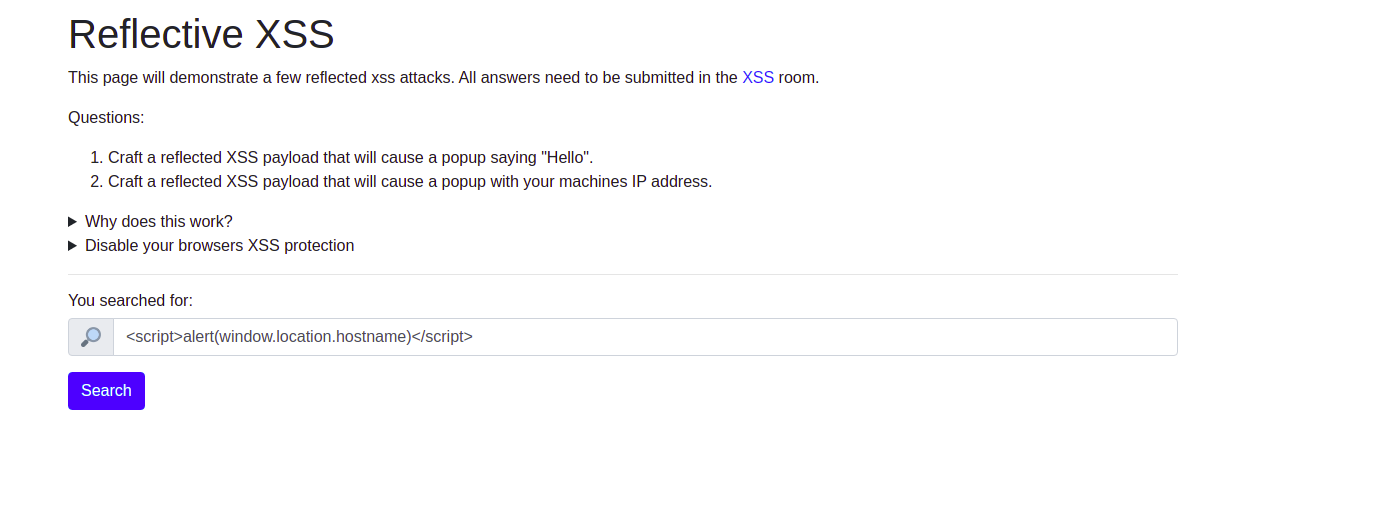 Reflective XSS
This page will demonstrate a few reflected xss attacks. All answers need to be submitted in the XSS room.
Questions:
1. Craft a reflected XSS payload that will cause a popup saying "Hello".
2. Craft a reflected XSS payload that will cause a popup with your machines IP address.
Why does this work?
Disable your browsers XSS protection
You searched for:
<script>alert(window.location.hostname)</script>
Search